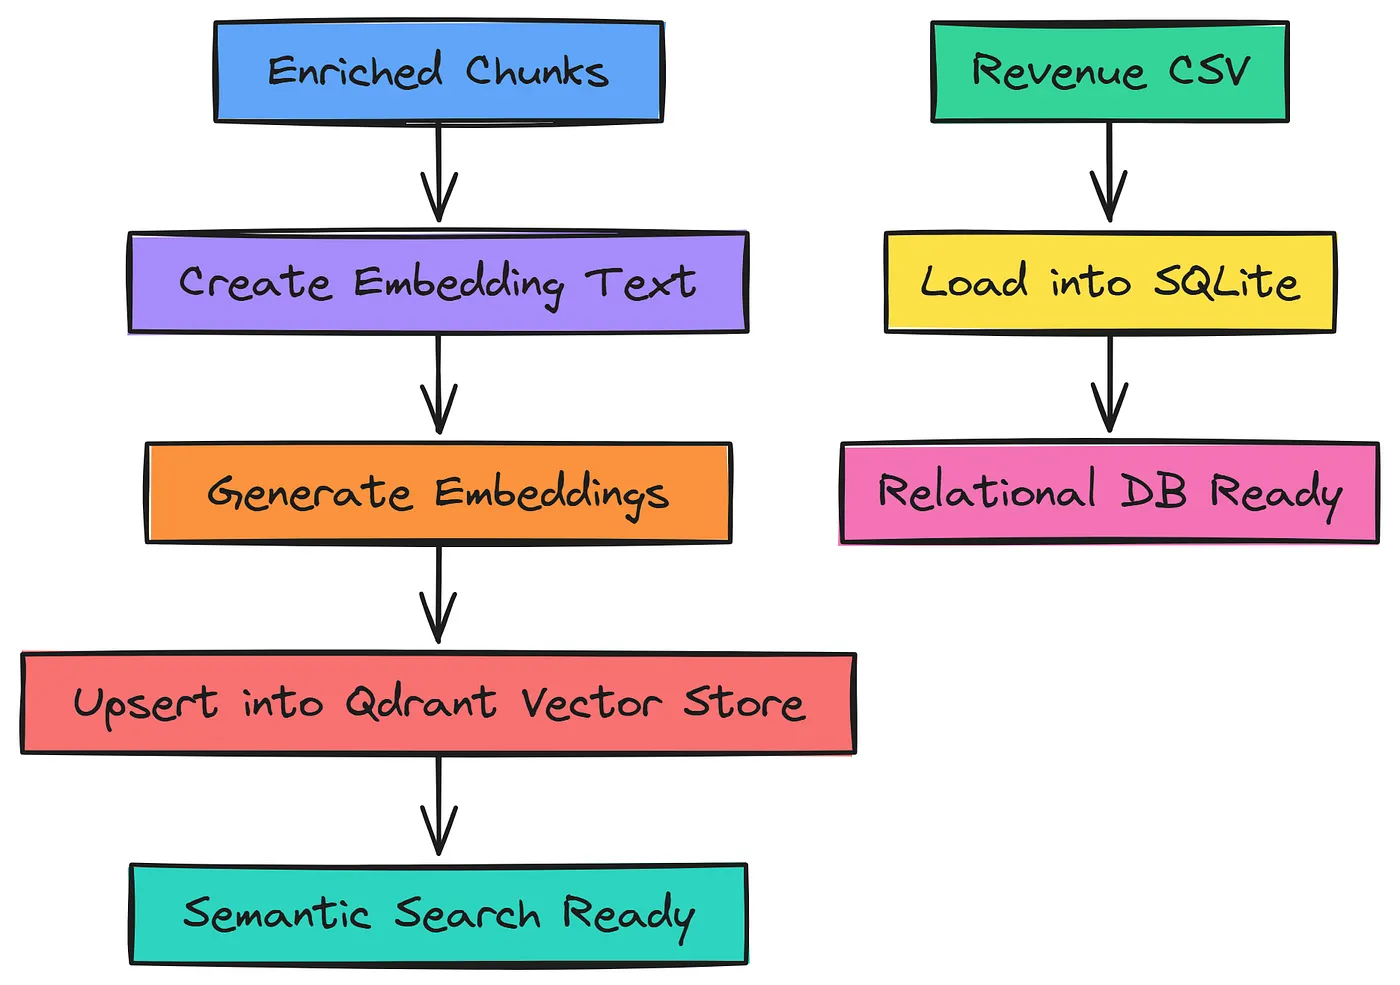 Enriched Chunks
Create Embedding Text
Generate Embeddings
Upsert into Qdrant Vector Store
Semantic Search Ready
Revenue CSV
Load into SQLite
Relational DB Ready